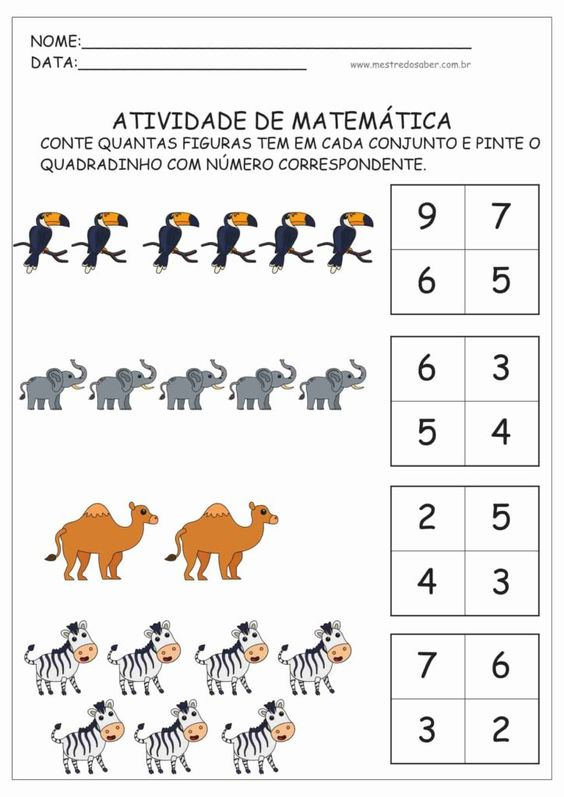 NOME:
DATA:
www.mestredosaber.com.br
ATIVIDADE DE MATEMÁTICA
CONTE QUANTAS FIGURAS TEM EM CADA CONJUNTO E PINTE O
QUADRADINHO COM NÚMERO CORRESPONDENTE.
9 7
6 5
6 3
5 4
2 5
4 3
7 6
3 2